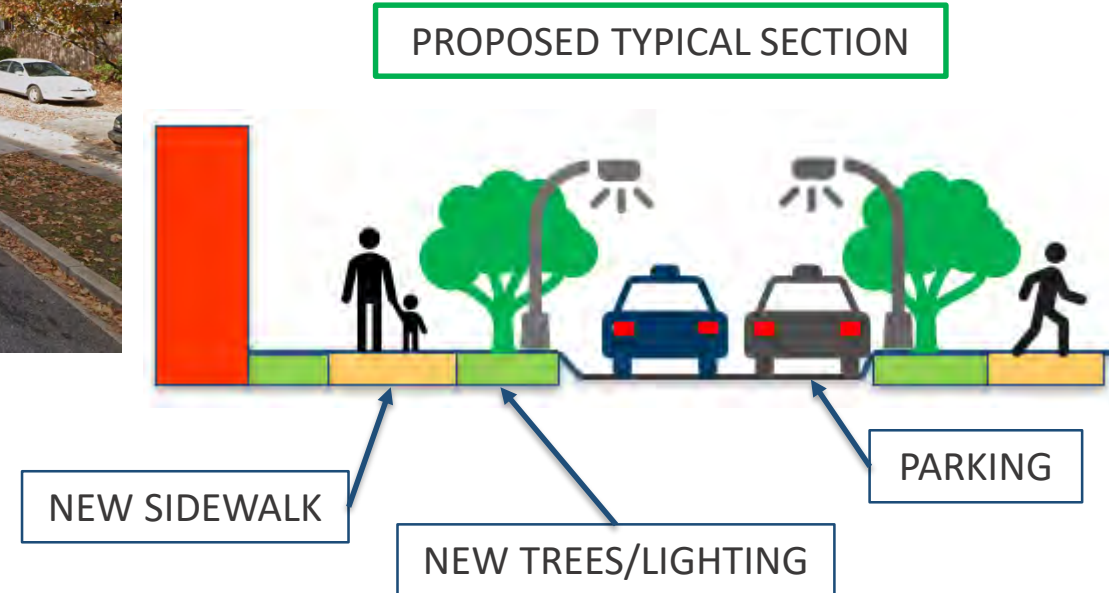 PROPOSED TYPICAL SECTION
PARKING
NEW SIDEWALK
NEW TREES/LIGHTING